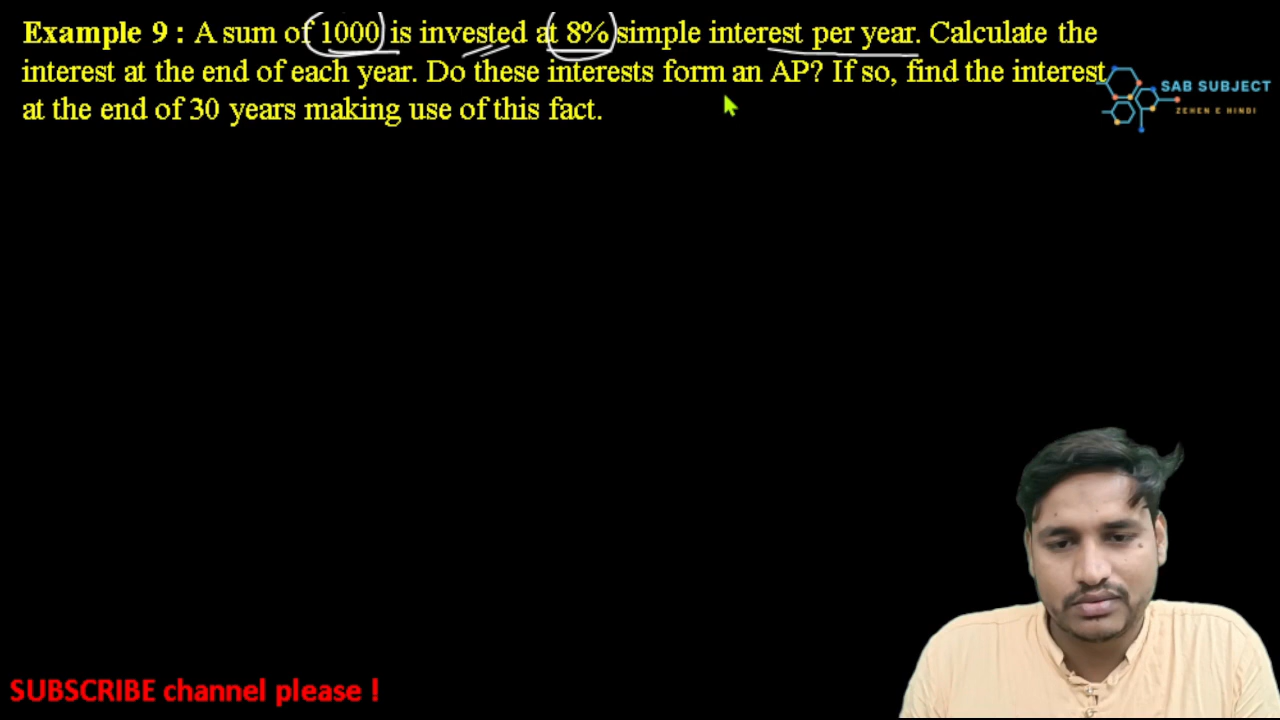 Example 9 : A sum of 1000 is invested at 8% simple interest per year. Calculate the
interest at the end of each year. Do these interests form an AP? If so, find the interest
at the end of 30 years making use of this fact.
SAB SUBJECT
ZEHEN E HINDI
SUBSCRIBE channel please !